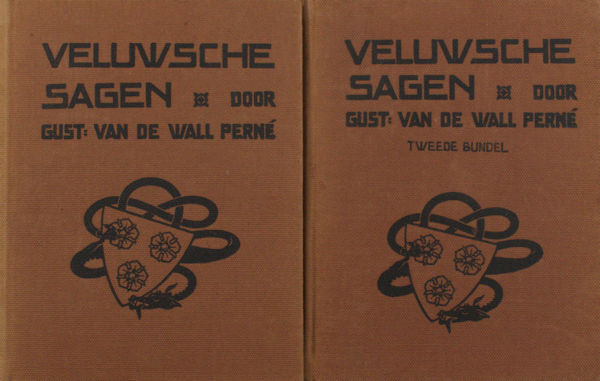 VELUWSCHE
SAGEN DOOR
GUST: VAN DE WALL PERNÉ
VELUWSCHE
SAGEN DOOR
GUST: VAN DE WALL PERNÉ
TWEEDE BUNDEL